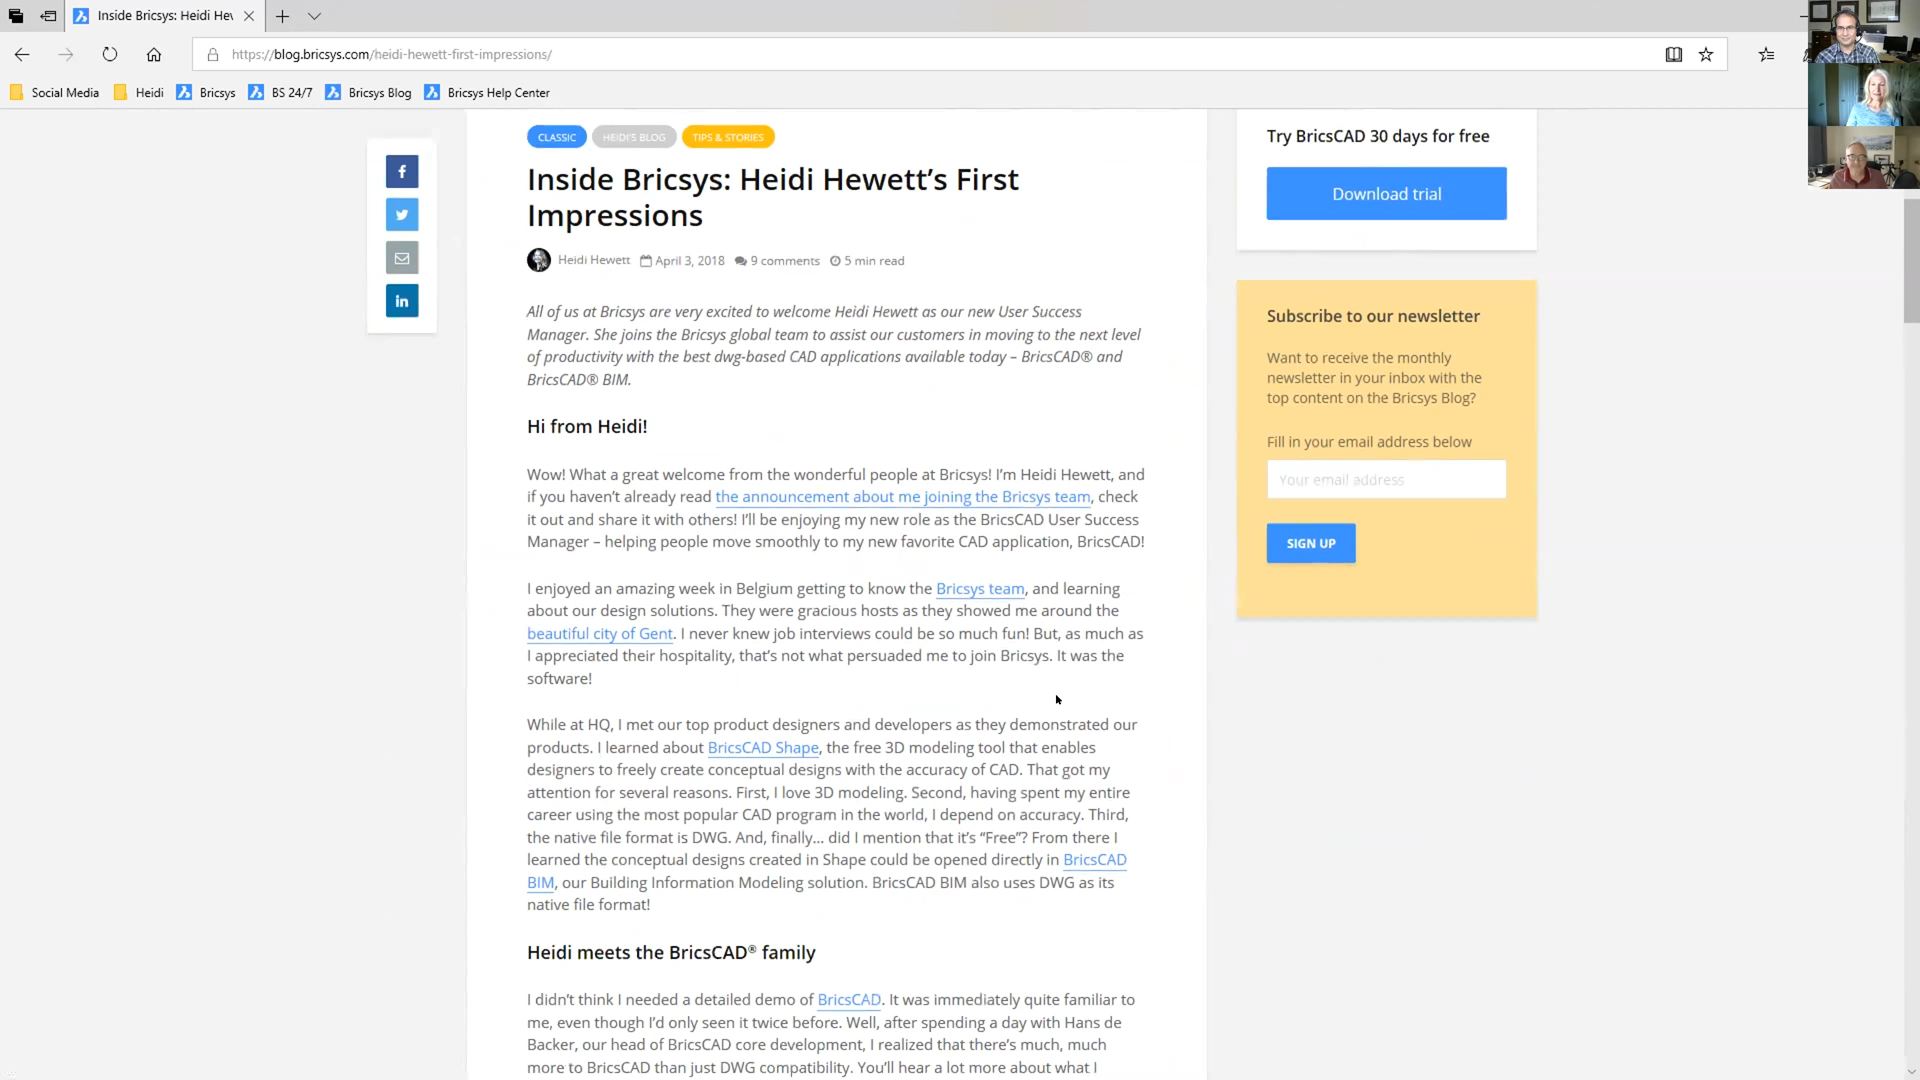 Inside Bricsys: Heidi Hev
https://blog.bricsys.com/heidi-hewett-first-impressions/
Social Media
Heidi
Bricsys
BS 24/7
Bricsys Blog
Bricsys Help Center
CLASSIC
HEIDI'S BLOG
TIPS & STORIES
Inside Bricsys: Heidi Hewett's First
Impressions
Heidi Hewett
April 3, 2018
9 comments
5 min read
All of us at Bricsys are very excited to welcome Heidi Hewett as our new User Success
Manager. She joins the Bricsys global team to assist our customers in moving to the next level
of productivity with the best dwg-based CAD applications available today – BricsCAD® and
BricsCAD® BIM.
Hi from Heidi!
Wow! What a great welcome from the wonderful people at Bricsys! I'm Heidi Hewett, and
if you haven't already read the announcement about me joining the Bricsys team, check
it out and share it with others! I'll be enjoying my new role as the BricsCAD User Success
Manager – helping people move smoothly to my new favorite CAD application, BricsCAD!
I enjoyed an amazing week in Belgium getting to know the Bricsys team, and learning
about our design solutions. They were gracious hosts as they showed me around the
beautiful city of Gent. I never knew job interviews could be so much fun! But, as much as
I appreciated their hospitality, that's not what persuaded me to join Bricsys. It was the
software!
While at HQ, I met our top product designers and developers as they demonstrated our
products. I learned about BricsCAD Shape, the free 3D modeling tool that enables
designers to freely create conceptual designs with the accuracy of CAD. That got my
attention for several reasons. First, I love 3D modeling. Second, having spent my entire
career using the most popular CAD program in the world, I depend on accuracy. Third,
the native file format is DWG. And, finally... did I mention that it's "Free"? From there I
learned the conceptual designs created in Shape could be opened directly in BricsCAD
BIM, our Building Information Modeling solution. BricsCAD BIM also uses DWG as its
native file format!
Heidi meets the BricsCAD® family
I didn't think I needed a detailed demo of BricsCAD. It was immediately quite familiar to
me, even though I'd only seen it twice before. Well, after spending a day with Hans de
Backer, our head of BricsCAD core development, I realized that there's much, much
more to BricsCAD than just DWG compatibility. You'll hear a lot more about what I
Try BricsCAD 30 days for free
Download trial
Subscribe to our newsletter
Want to receive the monthly
newsletter in your inbox with the
top content on the Bricsys Blog?
Fill in your email address below
Your email address
SIGN UP